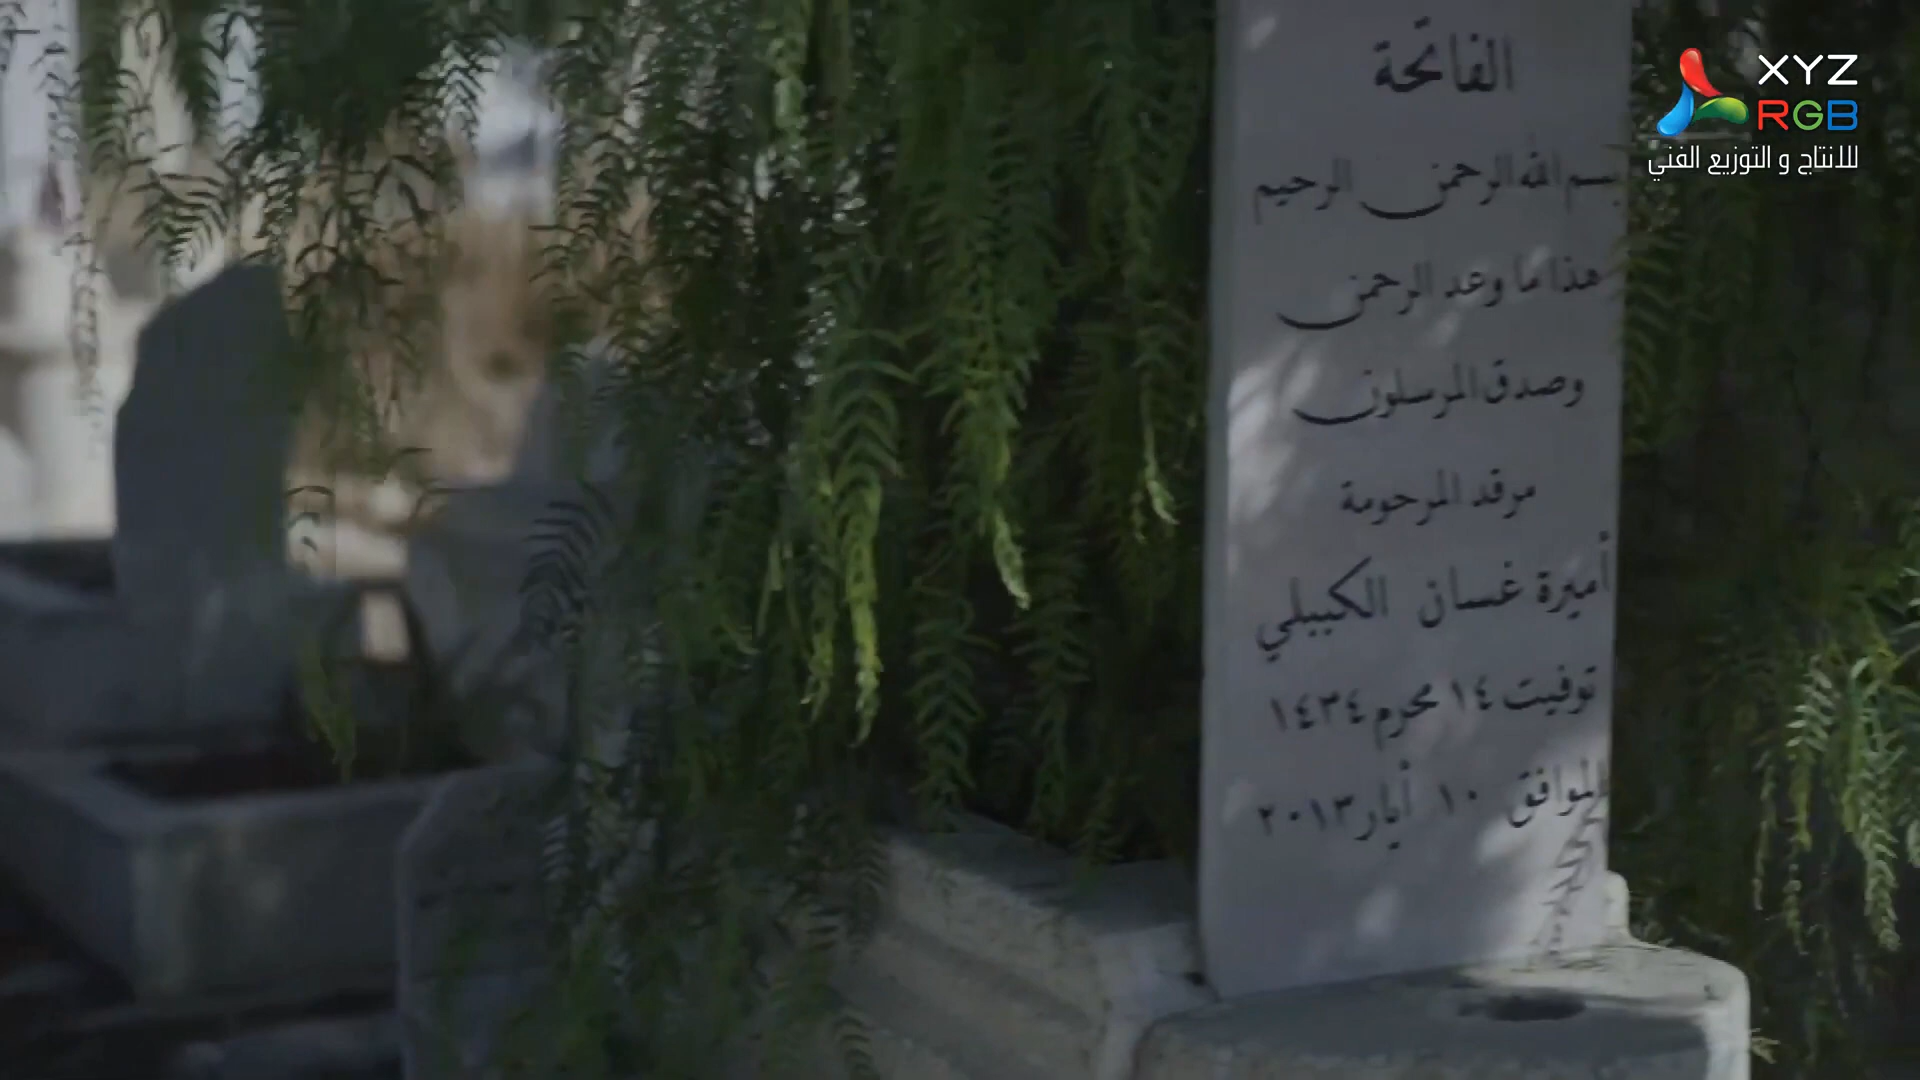 الفاتحة
بسم الله الرحمن الرحيم
هذا ما وعد الرحمن
وصدق المرسلون
مرقد المرحومة
أميرة غسان الكبيلي
توفيت ١٤ محرم ١٤٣٤
الموافق ١٠ أيار ٢٠١٣
XYZ
RGB
للانتاج و التوزيع الفني